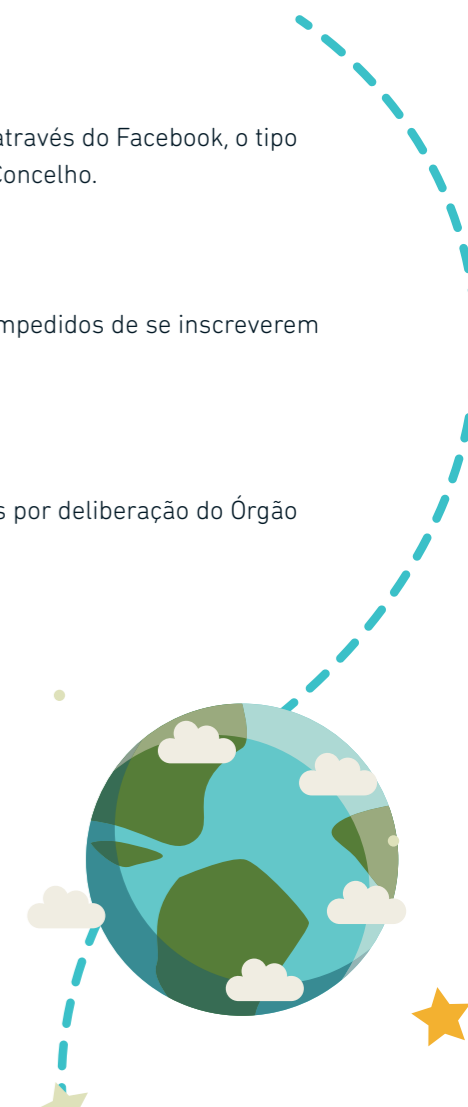 através do Facebook, o tipo
Concelho.
mpedidos de se inscreverem
s por deliberação do Órgão